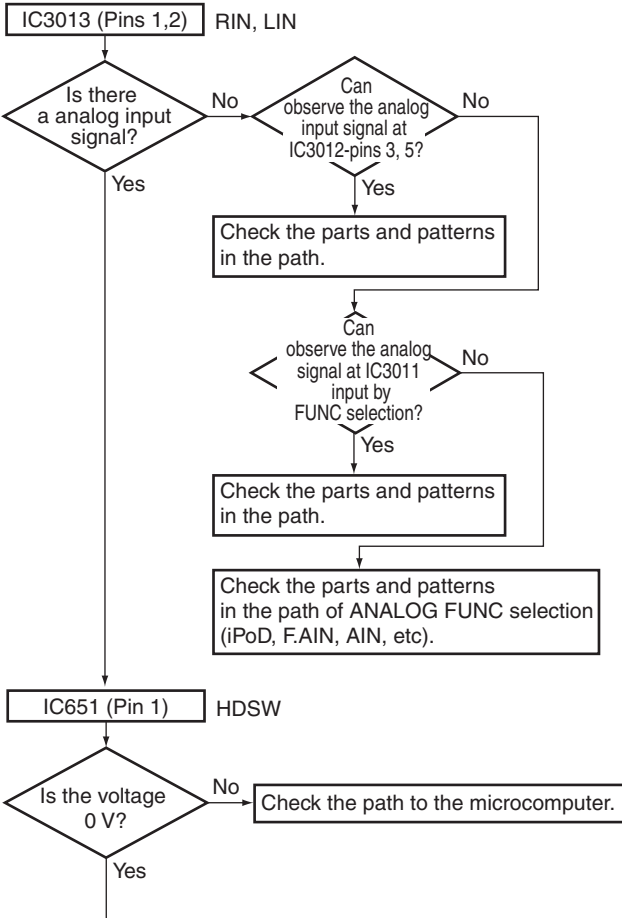 IC3013 (Pins 1,2) RIN, LIN
Is there
a analog input
signal?
No
Yes
Can
observe the analog
input signal at
IC3012-pins 3, 5?
No
Yes
Check the parts and patterns
in the path.
Can
observe the analog
signal at IC3011
input by
FUNC selection?
No
Yes
Check the parts and patterns
in the path.
Check the parts and patterns
in the path of ANALOG FUNC selection
(iPoD, F.AIN, AIN, etc).
IC651 (Pin 1) HDSW
Is the voltage
0 V?
No
Check the path to the microcomputer.
Yes